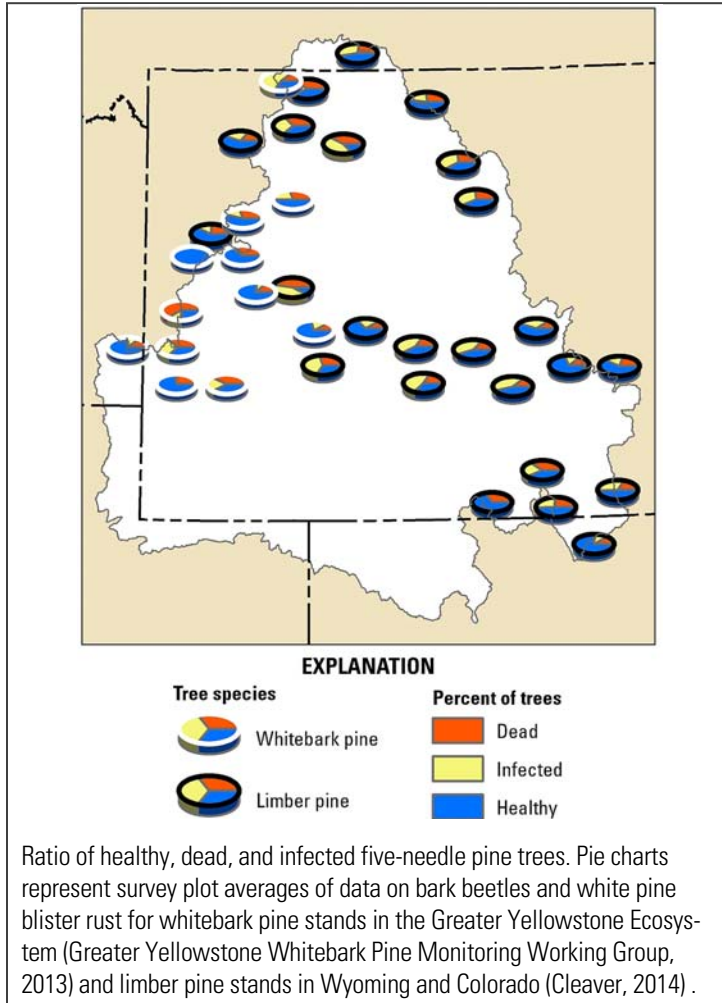 EXPLANATION
Tree species
Whitebark pine
Limber pine
Percent of trees
Dead
Infected
Healthy
Ratio of healthy, dead, and infected five-needle pine trees. Pie charts
represent survey plot averages of data on bark beetles and white pine
blister rust for whitebark pine stands in the Greater Yellowstone Ecosys-
tem (Greater Yellowstone Whitebark Pine Monitoring Working Group,
2013) and limber pine stands in Wyoming and Colorado (Cleaver, 2014) .